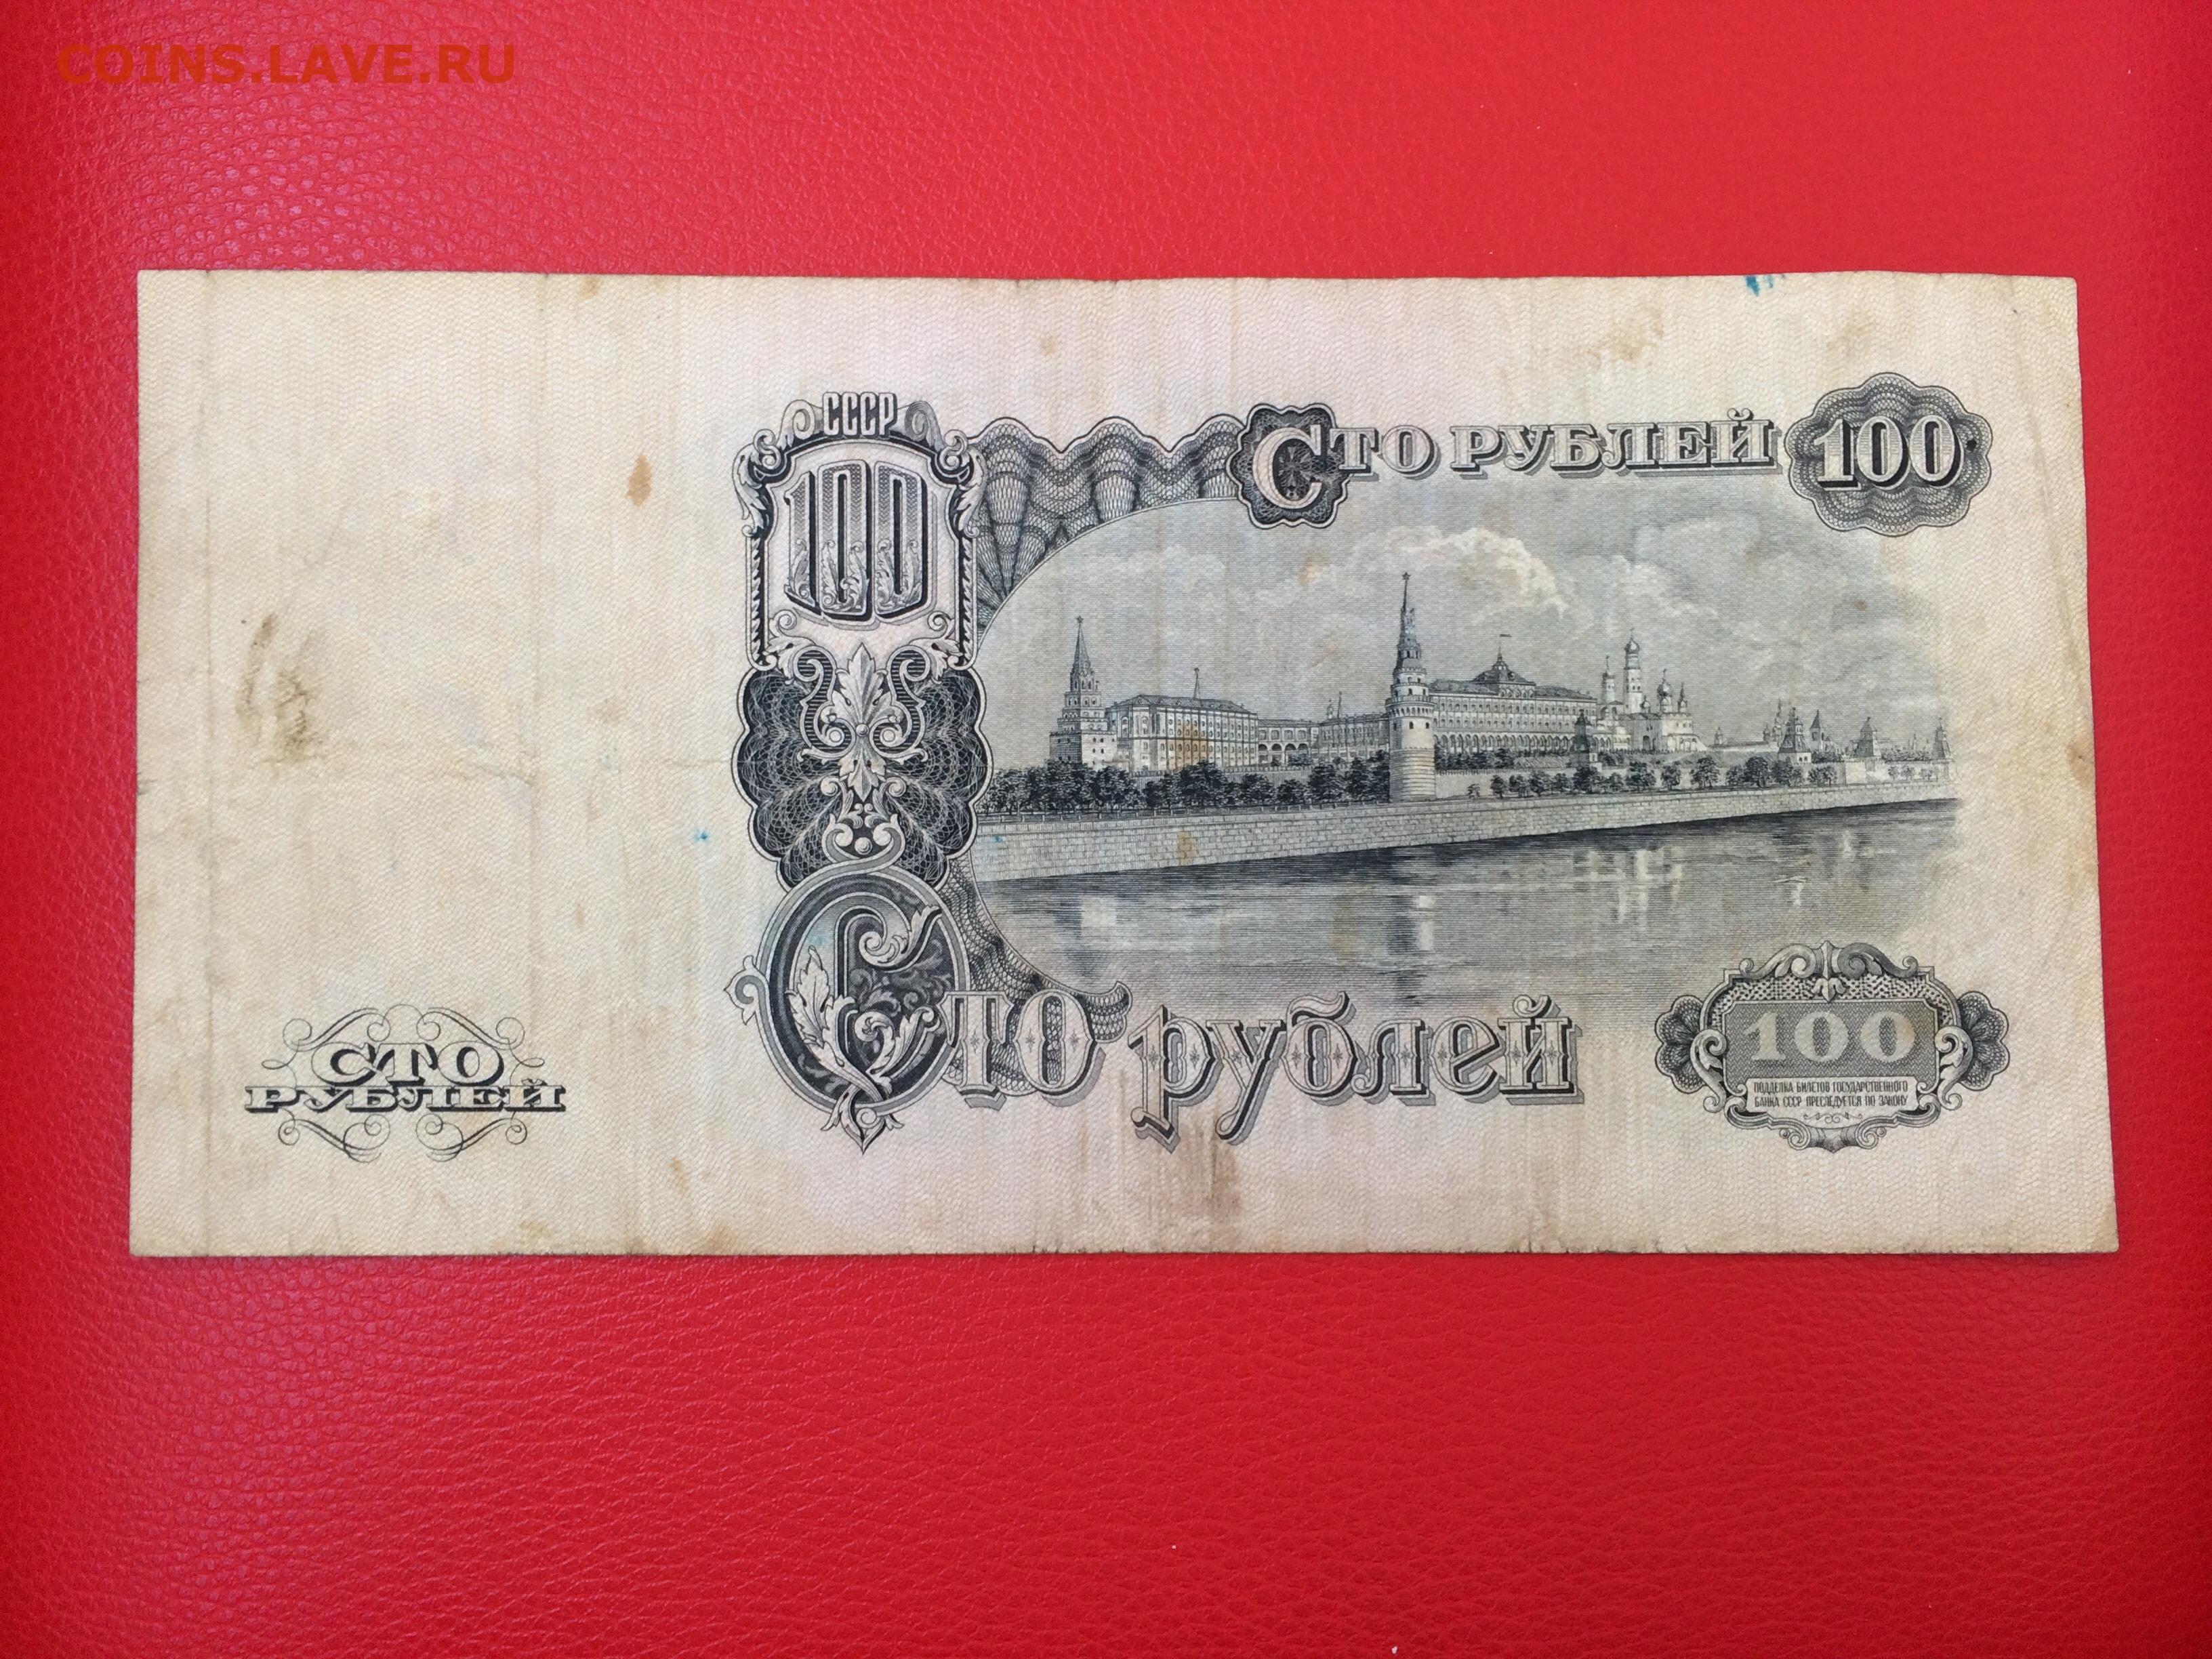 COINS.LAVE.RU
СССР
100
СТО РУБЛЕЙ
100
Сто рублей
СТО
РУБЛЕЙ
100
ПОДДЕЛКА БИЛЕТОВ ГОСУДАРСТВЕННОГО
БАНКА СССР ПРЕСЛЕДУЕТСЯ ПО ЗАКОНУ